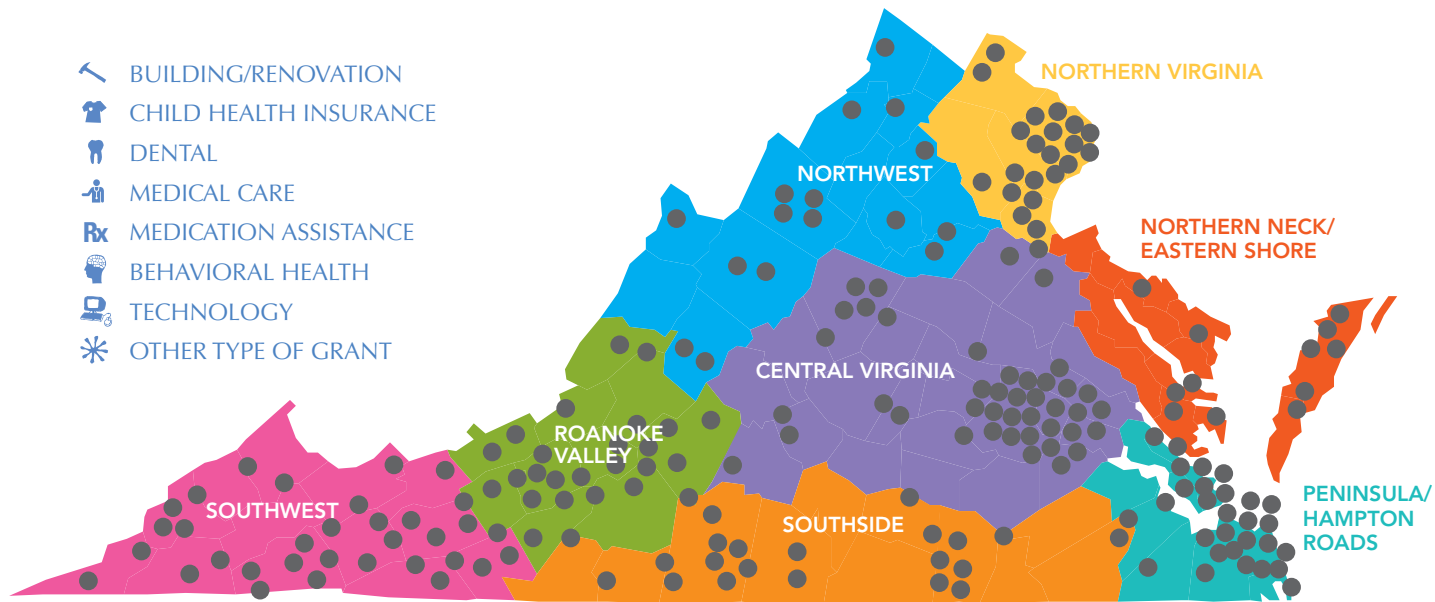 BUILDING/RENOVATION
CHILD HEALTH INSURANCE
DENTAL
MEDICAL CARE
Rx MEDICATION ASSISTANCE
BEHAVIORAL HEALTH
TECHNOLOGY
OTHER TYPE OF GRANT
NORTHERN VIRGINIA
NORTHWEST
NORTHERN NECK/
EASTERN SHORE
CENTRAL VIRGINIA
ROANOKE
VALLEY
SOUTHWEST
SOUTHSIDE
PENINSULA/
HAMPTON
ROADS